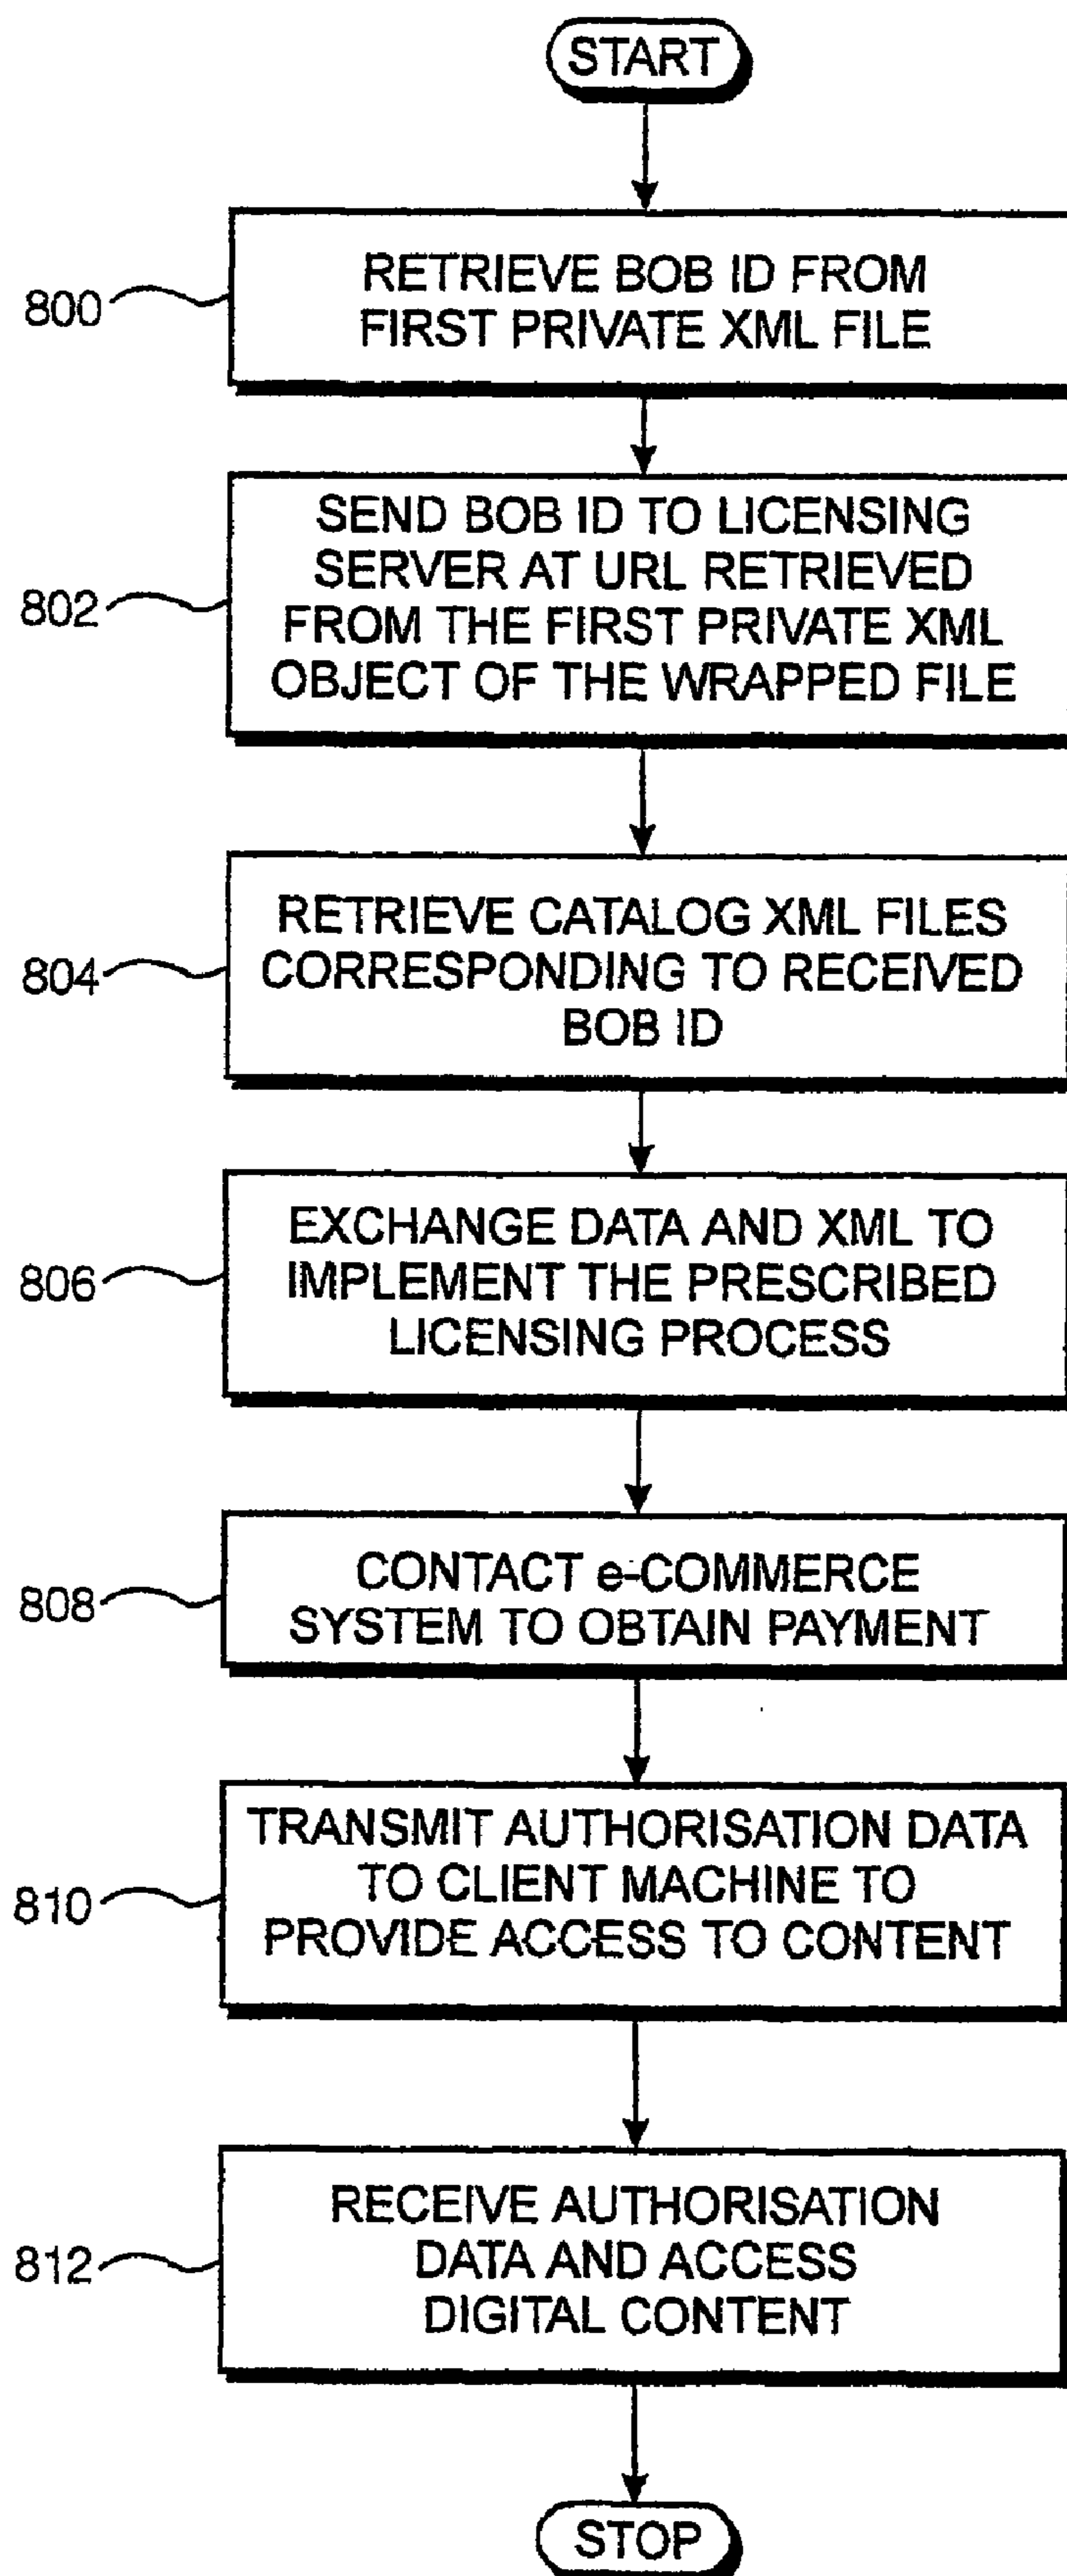 START
800
RETRIEVE BOB ID FROM
FIRST PRIVATE XML FILE
802
SEND BOB ID TO LICENSING
SERVER AT URL RETRIEVED
FROM THE FIRST PRIVATE XML
OBJECT OF THE WRAPPED FILE
804
RETRIEVE CATALOG XML FILES
CORRESPONDING TO RECEIVED
BOB ID
806
EXCHANGE DATA AND XML TO
IMPLEMENT THE PRESCRIBED
LICENSING PROCESS
808
CONTACT e-COMMERCE
SYSTEM TO OBTAIN PAYMENT
810
TRANSMIT AUTHORISATION DATA
TO CLIENT MACHINE TO
PROVIDE ACCESS TO CONTENT
812
RECEIVE AUTHORISATION
DATA AND ACCESS
DIGITAL CONTENT
STOP